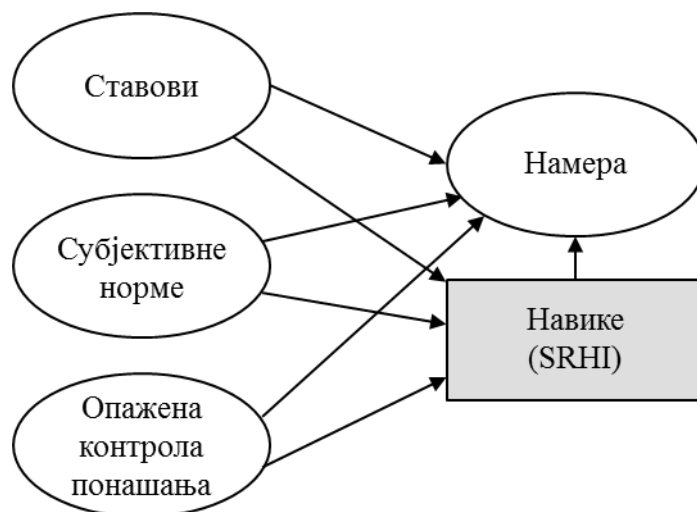 Ставови
Намера
Субјективне
норме
Навике
(SRHI)
Опажена
контрола
понашања